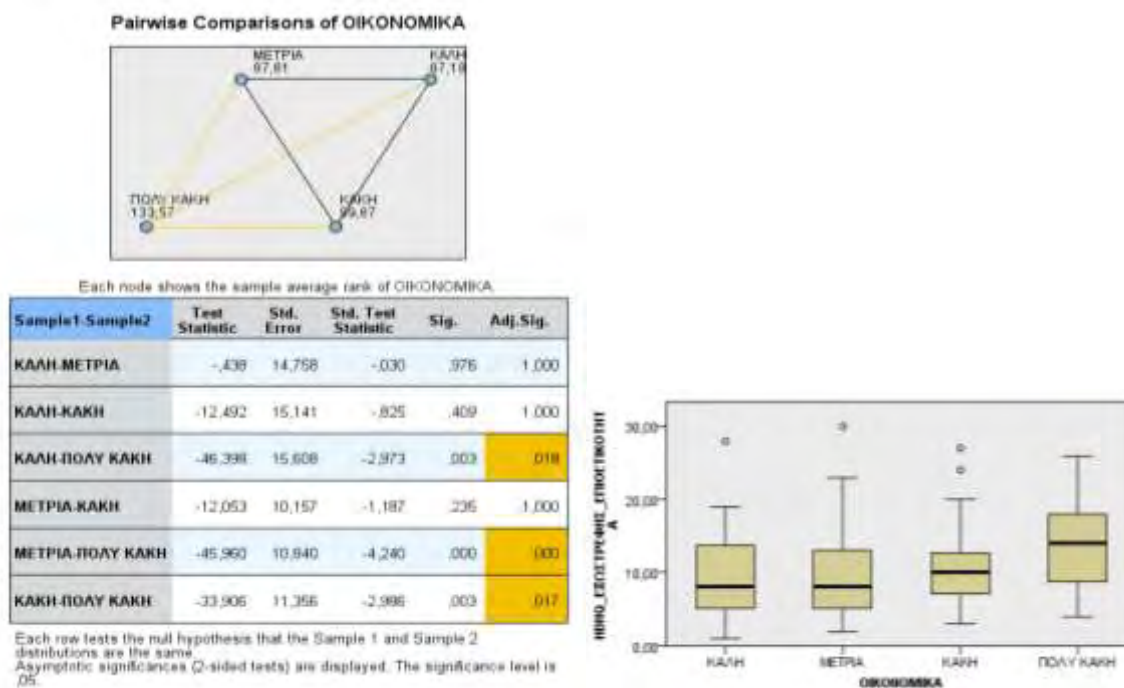 Pairwise Comparisons of ΟΙΚΟΝΟΜΙΚΑ
ΜΕΤΡΙΑ
87,61
ΚΑΛΗ
87,18
ΠΟΛΥ ΚΑΚΗ
133,57
ΚΑΚΗ
99,67
Each node shows the sample average rank of ΟΙΚΟΝΟΜΙΚΑ.
Sample1-Sample2 Test Statistic Std. Error Std. Test Statistic Sig. Adj.Sig.
ΚΑΛΗ-ΜΕΤΡΙΑ -,438 14,758 -,030 ,976 1,000
ΚΑΛΗ-ΚΑΚΗ -12,492 15,141 -,825 ,409 1,000
ΚΑΛΗ-ΠΟΛΥ ΚΑΚΗ -46,398 15,608 -2,973 ,003 ,018
ΜΕΤΡΙΑ-ΚΑΚΗ -12,053 10,157 -1,187 ,235 1,000
ΜΕΤΡΙΑ-ΠΟΛΥ ΚΑΚΗ -45,960 10,840 -4,240 ,000 ,000
ΚΑΚΗ-ΠΟΛΥ ΚΑΚΗ -33,906 11,356 -2,986 ,003 ,017
Each row tests the null hypothesis that the Sample 1 and Sample 2
distributions are the same.
Asymptotic significances (2-sided tests) are displayed. The significance level is
,05.
HDHQ_ΕΞΩΣΤΡΕΦΗΣ_ΕΠΙΘΕΤΙΚΟΤΗΤ
Α
30,00
20,00
10,00
0,00
ΚΑΛΗ ΜΕΤΡΙΑ ΚΑΚΗ ΠΟΛΥ ΚΑΚΗ
ΟΙΚΟΝΟΜΙΚΑ